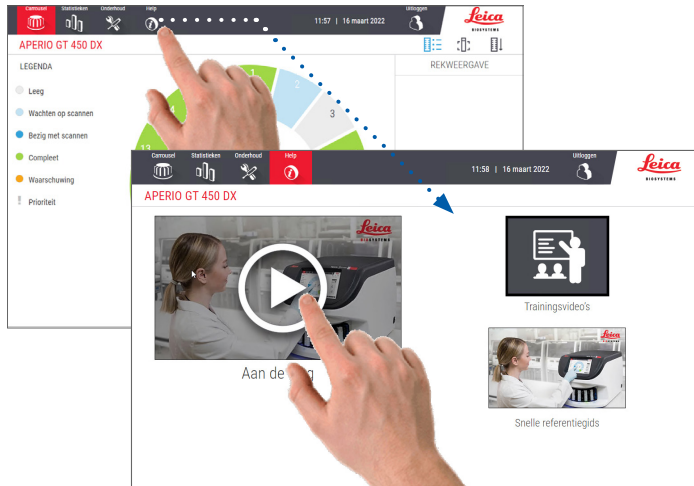 Carrousel Statistieken Onderhoud Help 11:57 | 16 maart 2022 Uitloggen Leica
BIOSYSTEMS
APERIO GT 450 DX
LEGENDA
REKWEERGAVE
Leeg
Wachten op scannen
Bezig met scannen
Compleet
Waarschuwing
! Prioriteit
1
2
3
4
13
Carrousel Statistieken Onderhoud Help 11:58 | 16 maart 2022 Uitloggen Leica
BIOSYSTEMS
APERIO GT 450 DX
Leica
BIOSYSTEMS
Aan de
Trainingsvideo's
Leica
Snelle referentiegids